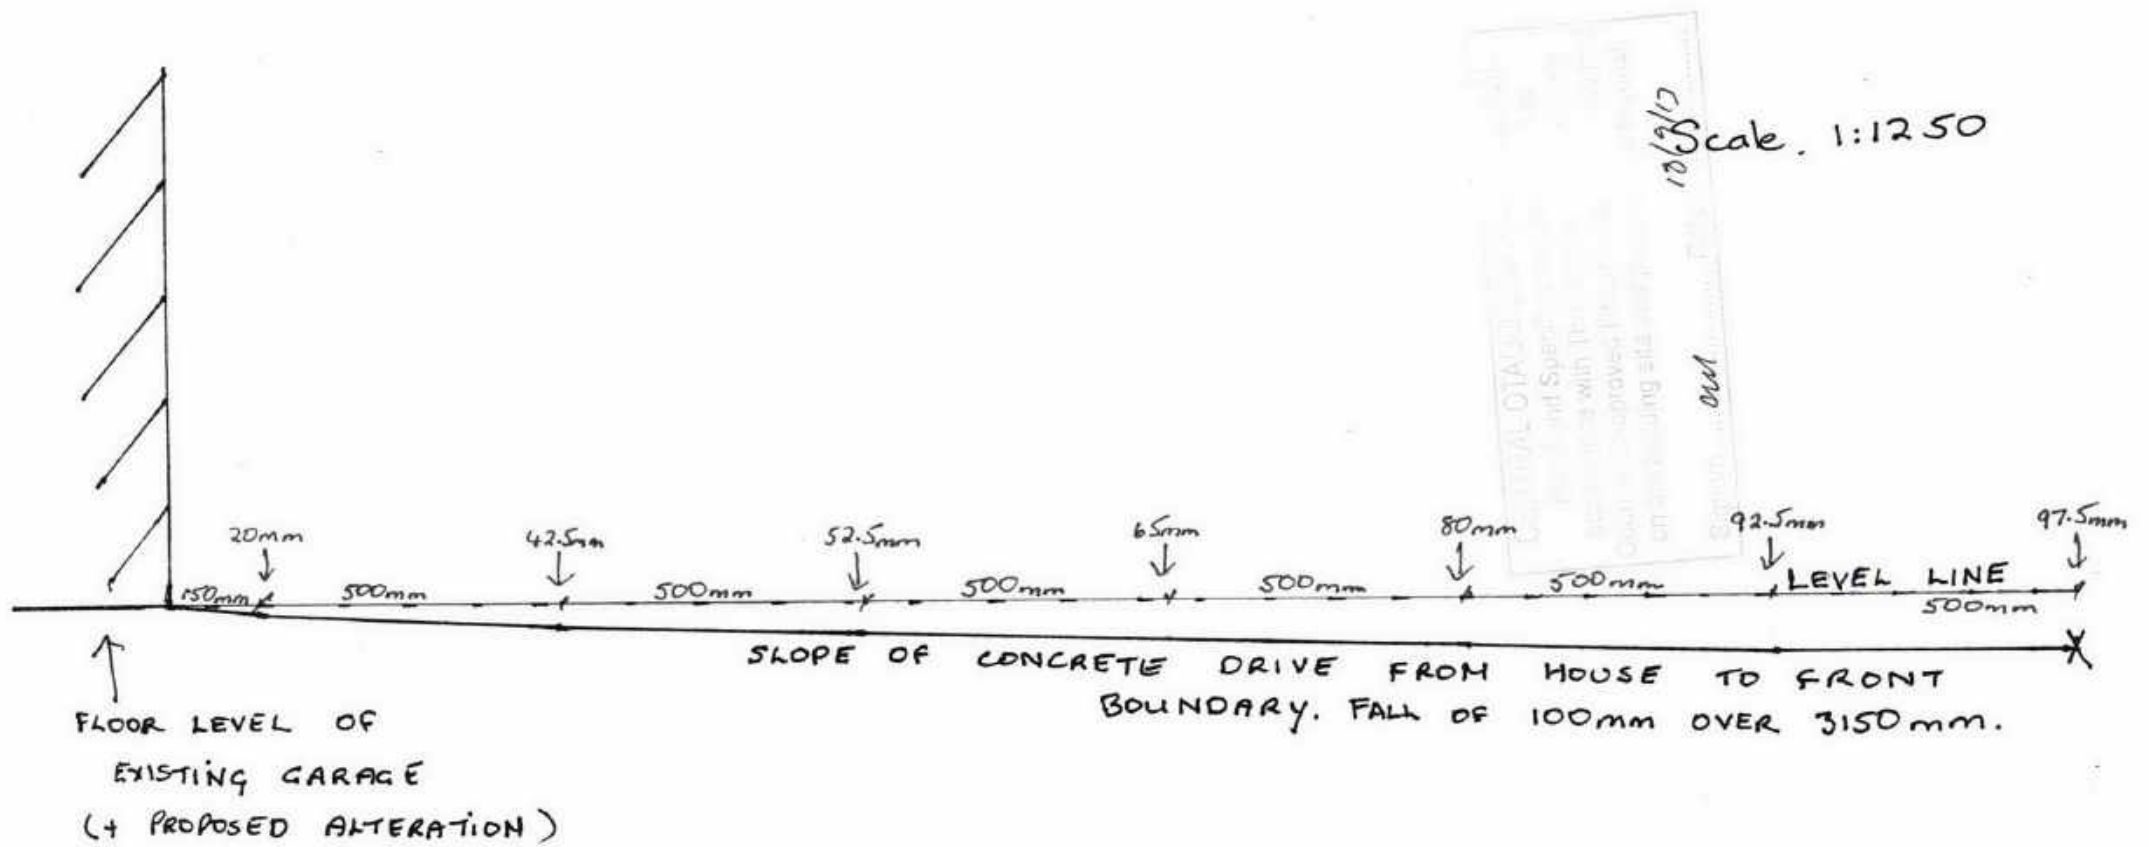 Scale. 1:1250
10/9/17
20mm
42.5mm
52.5mm
65mm
80mm
92.5mm
97.5mm
150mm
500mm
500mm
500mm
500mm
500mm
LEVEL LINE
500mm
SLOPE OF CONCRETE DRIVE FROM HOUSE TO FRONT
BOUNDARY. FALL OF 100mm OVER 3150mm.
FLOOR LEVEL OF
EXISTING GARAGE
(+ PROPOSED ALTERATION)